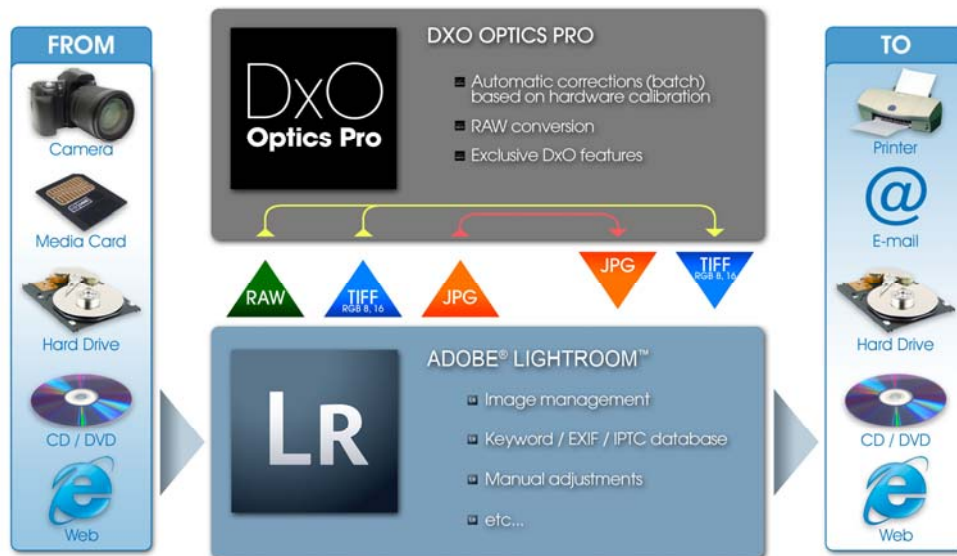 FROM
Camera
Media Card
Hard Drive
CD / DVD
Web
DxO
Optics Pro
DXO OPTICS PRO
Automatic corrections (batch)
based on hardware calibration
RAW conversion
Exclusive DxO features
RAW
TIFF
RGB 8, 16
JPG
JPG
TIFF
RGB 8, 16
LR
ADOBE® LIGHTROOM™
Image management
Keyword / EXIF / IPTC database
Manual adjustments
etc...
TO
Printer
@
E-mail
Hard Drive
CD / DVD
Web